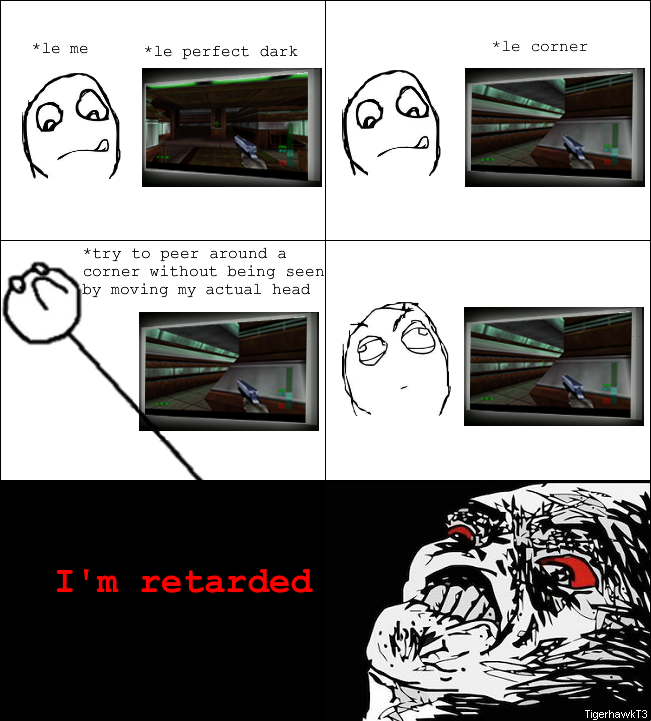 *le me
*le perfect dark
*le corner
*try to peer around a
corner without being seen
by moving my actual head
I'm retarded
TigerhawkT3